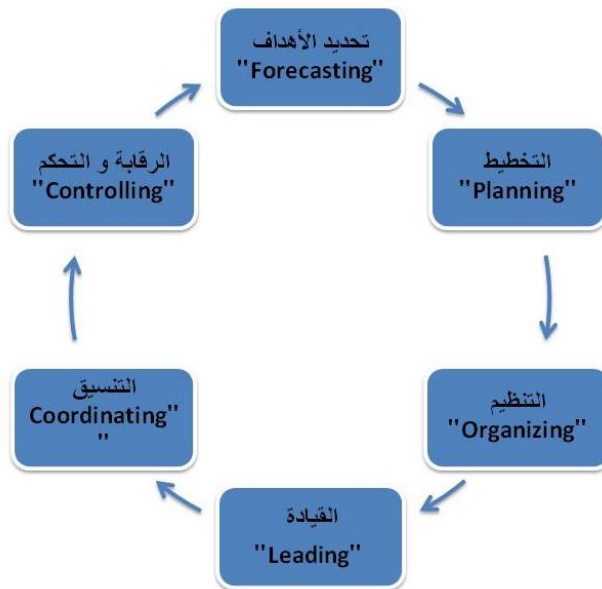 تحديد الأهداف
"Forecasting"
التخطيط
"Planning"
التنظيم
"Organizing"
القيادة
"Leading"
التنسيق
Coordinating"
"
الرقابة و التحكم
"Controlling"